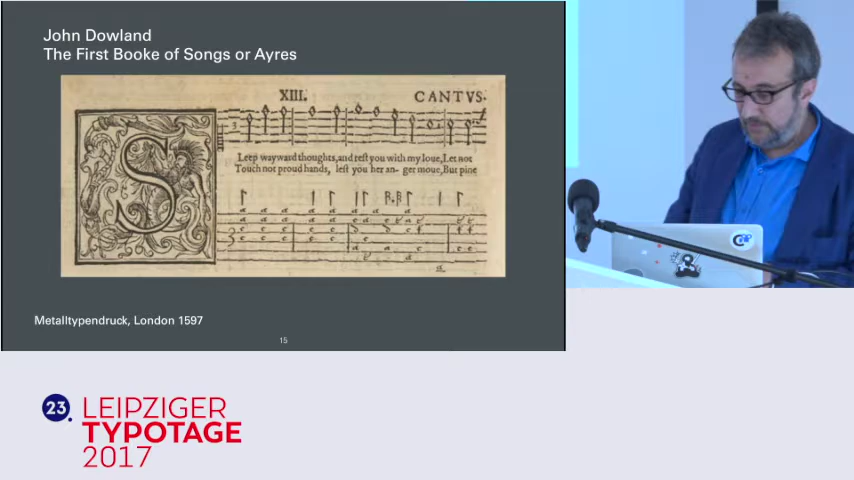 John Dowland
The First Booke of Songs or Ayres
XIII.
CANTVS.
S
Leep wayward thoughts, and rest you with my loue, Let not
Touch not proud hands, lest you her an- ger moue, But pine
Metalltypendruck, London 1597
15
23.
LEIPZIGER
TYPOTAGE
2017